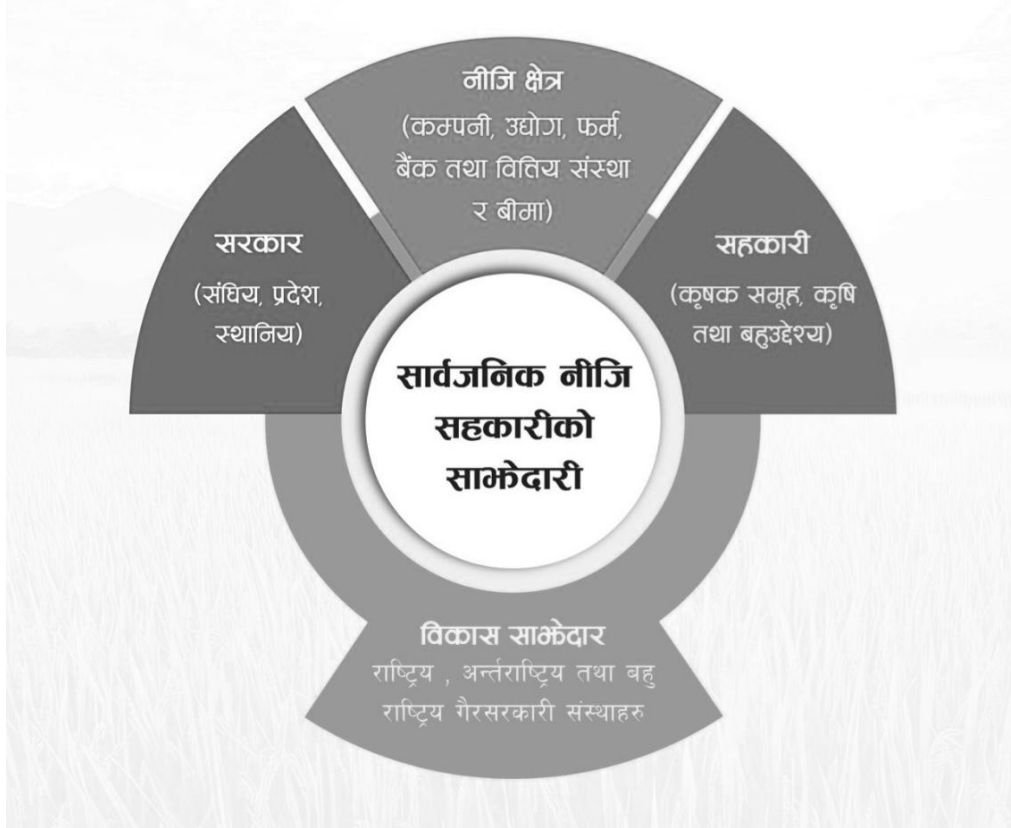 नीजि क्षेत्र
(कम्पनी, उद्योग, फर्म,
बैंक तथा वित्तिय संस्था
र बीमा)
सरकार
(संघिय, प्रदेश,
स्थानिय)
सहकारी
(कृषक समूह, कृषि
तथा बहुउद्देश्य)
सार्वजनिक नीजि
सहकारीको
साझेदारी
विकास साझेदार
राष्ट्रिय , अर्न्तराष्ट्रिय तथा बहु
राष्ट्रिय गैरसरकारी संस्थाहरु